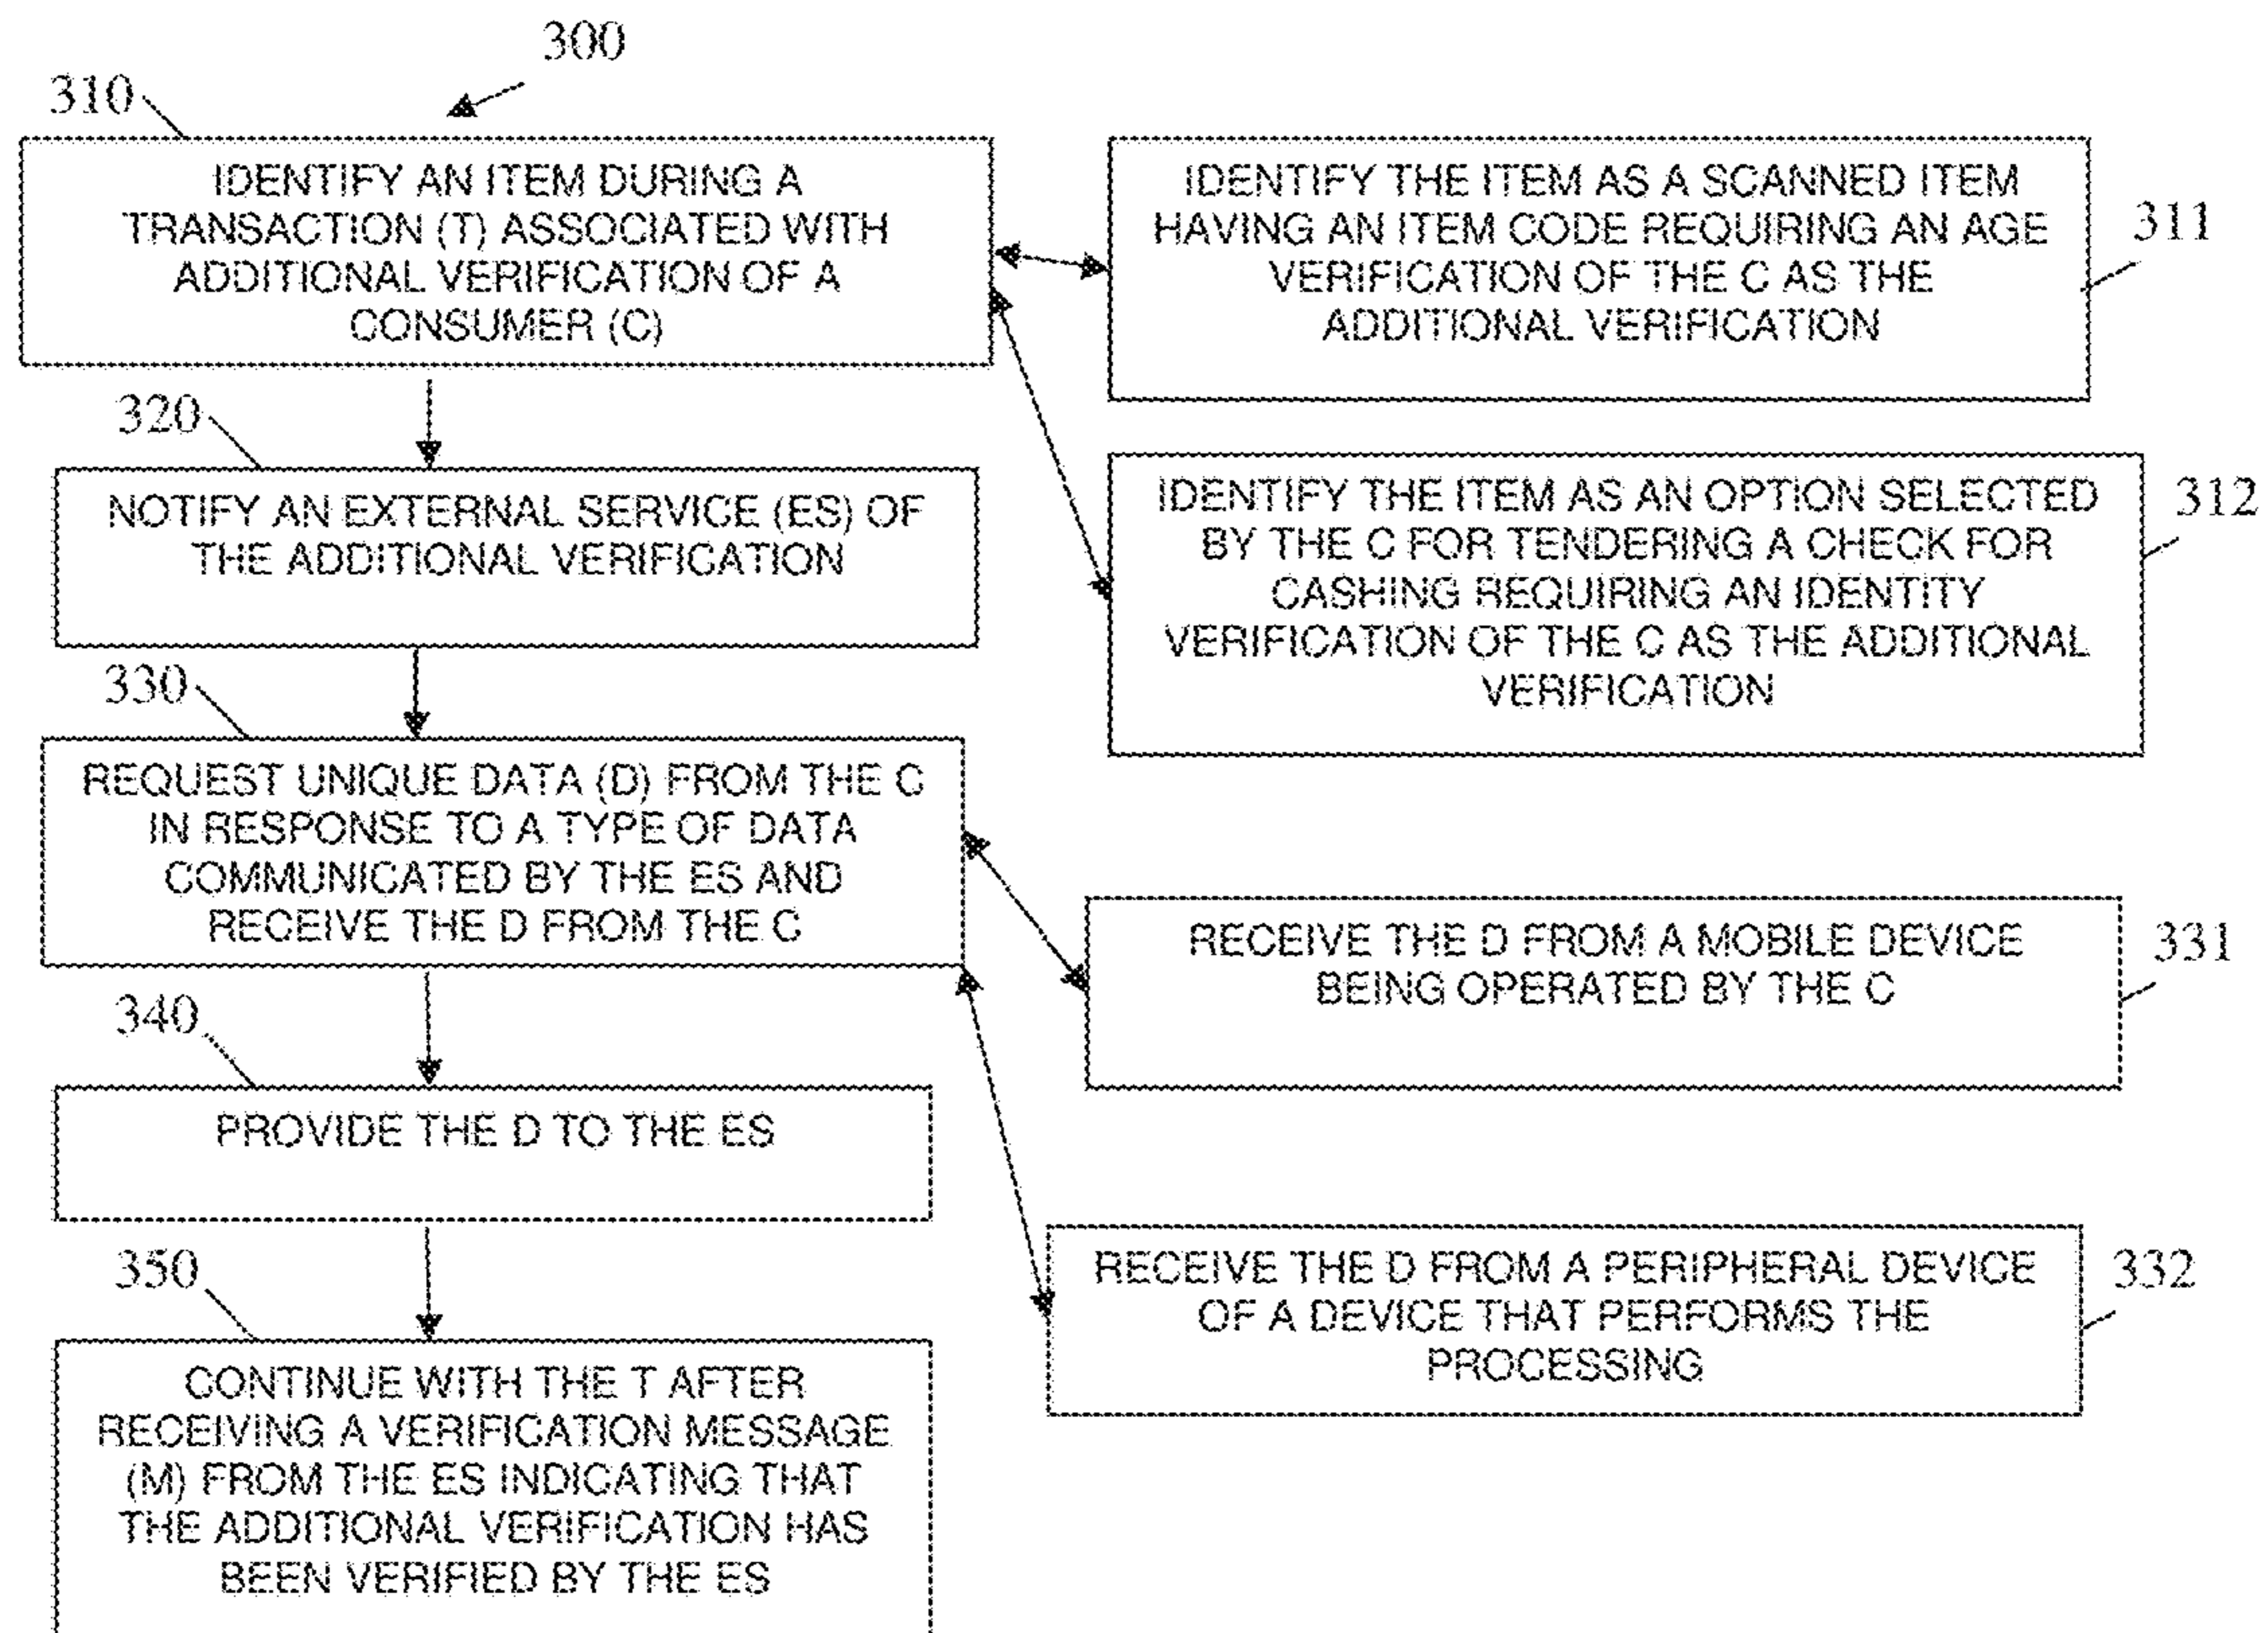 300
310
IDENTIFY AN ITEM DURING A
TRANSACTION (T) ASSOCIATED WITH
ADDITIONAL VERIFICATION OF A
CONSUMER (C)
IDENTIFY THE ITEM AS A SCANNED ITEM
HAVING AN ITEM CODE REQUIRING AN AGE
VERIFICATION OF THE C AS THE
ADDITIONAL VERIFICATION
311
320
NOTIFY AN EXTERNAL SERVICE (ES) OF
THE ADDITIONAL VERIFICATION
IDENTIFY THE ITEM AS AN OPTION SELECTED
BY THE C FOR TENDERING A CHECK FOR
CASHING REQUIRING AN IDENTITY
VERIFICATION OF THE C AS THE ADDITIONAL
VERIFICATION
312
330
REQUEST UNIQUE DATA (D) FROM THE C
IN RESPONSE TO A TYPE OF DATA
COMMUNICATED BY THE ES AND
RECEIVE THE D FROM THE C
RECEIVE THE D FROM A MOBILE DEVICE
BEING OPERATED BY THE C
331
340
PROVIDE THE D TO THE ES
RECEIVE THE D FROM A PERIPHERAL DEVICE
OF A DEVICE THAT PERFORMS THE
PROCESSING
332
350
CONTINUE WITH THE T AFTER
RECEIVING A VERIFICATION MESSAGE
(M) FROM THE ES INDICATING THAT
THE ADDITIONAL VERIFICATION HAS
BEEN VERIFIED BY THE ES